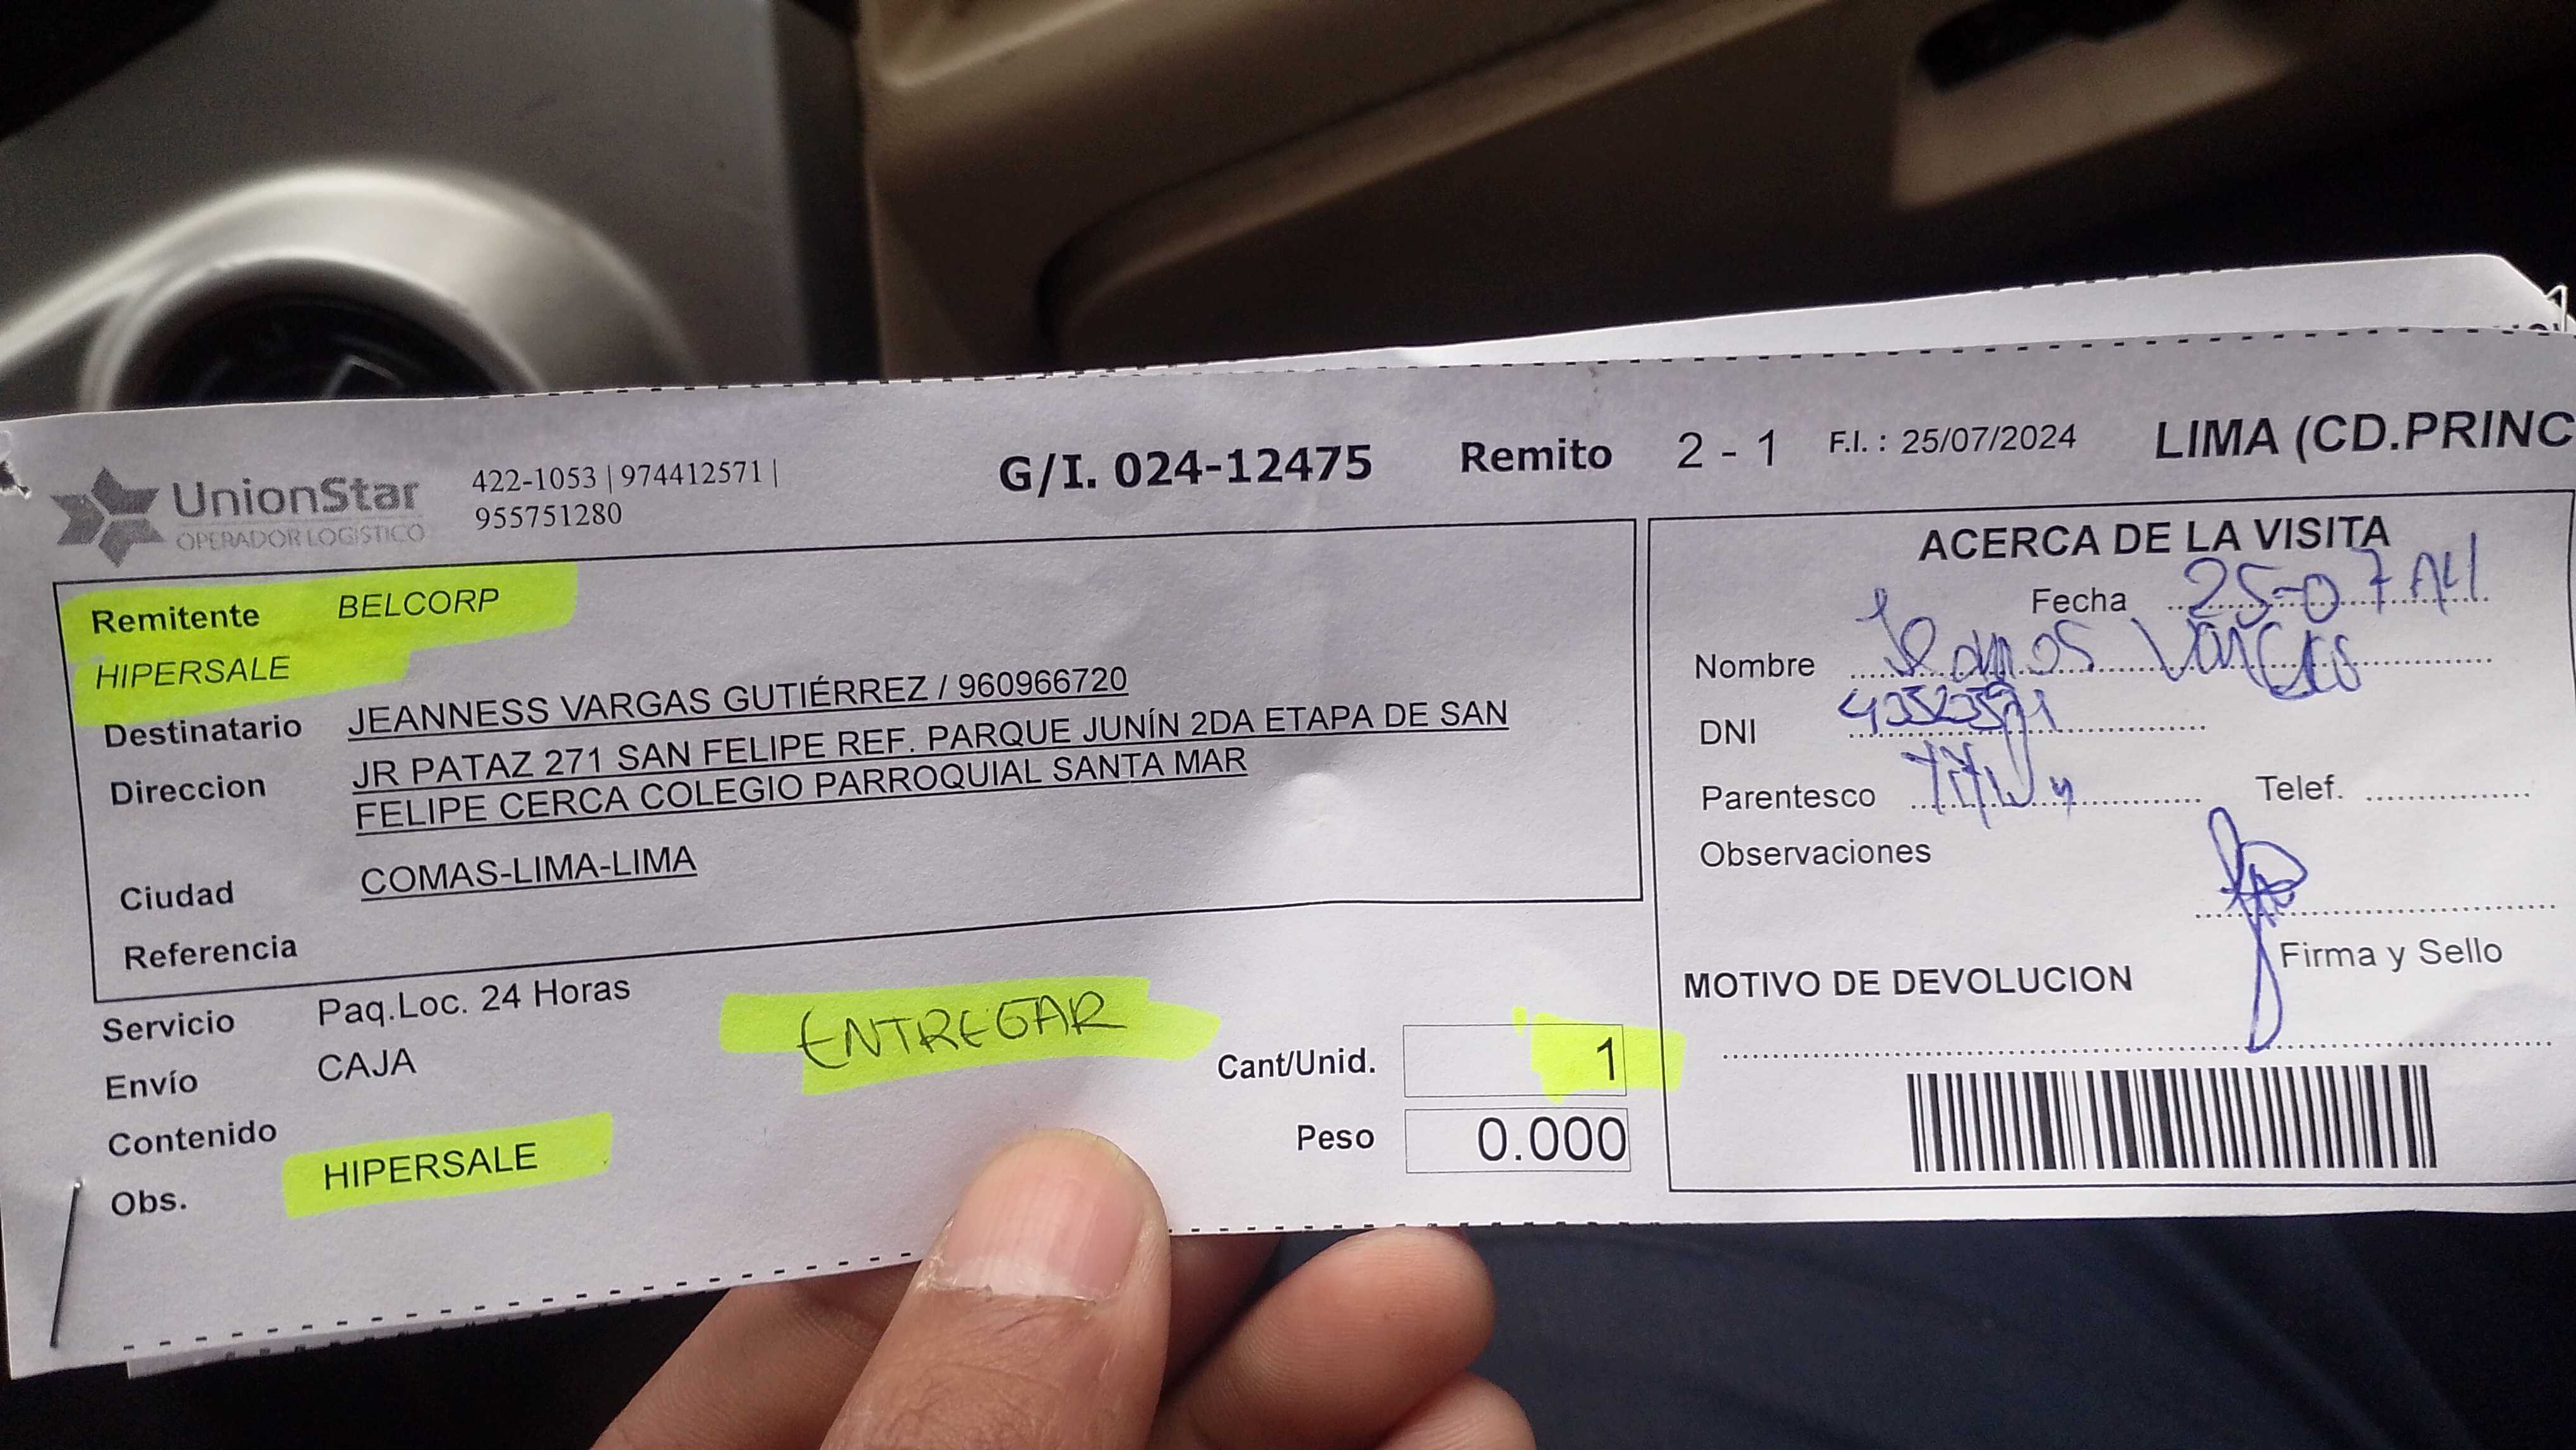 UnionStar
OPERADOR LOGISTICO
422-1053 | 974412571 |
955751280
G/I. 024-12475 Remito 2 - 1 F.I. : 25/07/2024 LIMA (CD.PRINC
Remitente BELCORP
HIPERSALE
Destinatario JEANNESS VARGAS GUTIÉRREZ / 960966720
Direccion JR PATAZ 271 SAN FELIPE REF. PARQUE JUNÍN 2DA ETAPA DE SAN
FELIPE CERCA COLEGIO PARROQUIAL SANTA MAR
Ciudad COMAS-LIMA-LIMA
Referencia
Servicio Paq.Loc. 24 Horas
Envío CAJA
Contenido
Obs. HIPERSALE
ENTREGAR
Cant/Unid. 1
Peso 0.000
ACERCA DE LA VISITA
Fecha 25-07
Nombre Vargas
DNI
Parentesco
Telef.
Observaciones
Firma y Sello
MOTIVO DE DEVOLUCION